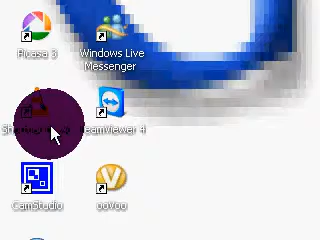 Picasa 3
Windows Live
Messenger
TeamViewer 4
CamStudio
ooVoo